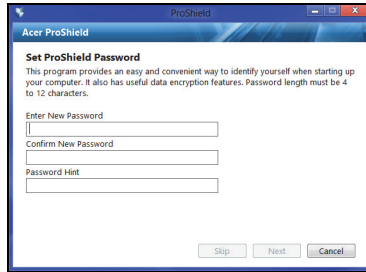 ProShield
Acer ProShield
Set ProShield Password
This program provides an easy and convenient way to identify yourself when starting up
your computer. It also has useful data encryption features. Password length must be 4
to 12 characters.
Enter New Password
Confirm New Password
Password Hint
Skip Next Cancel